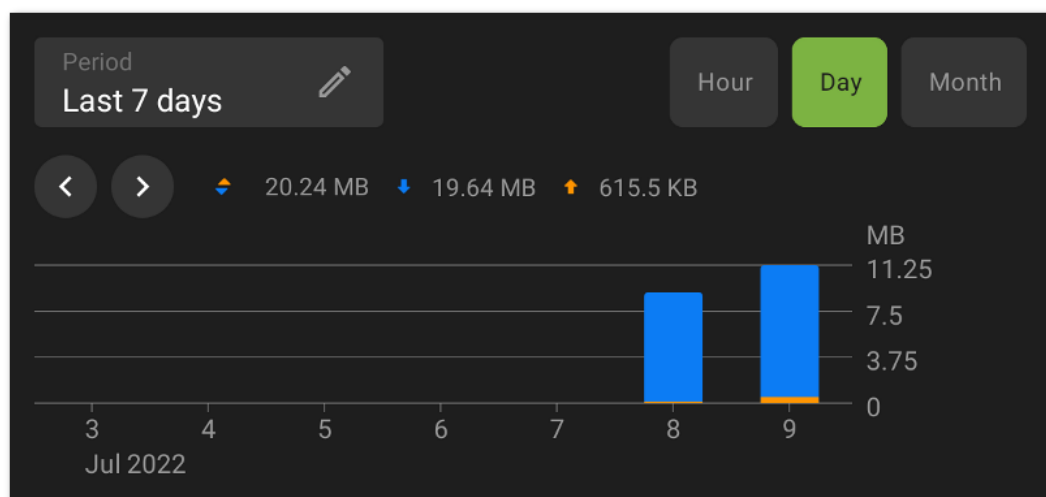 Period
Last 7 days
Hour
Day
Month
20.24 MB 19.64 MB 615.5 KB
MB
11.25
7.5
3.75
0
3 4 5 6 7 8 9
Jul 2022